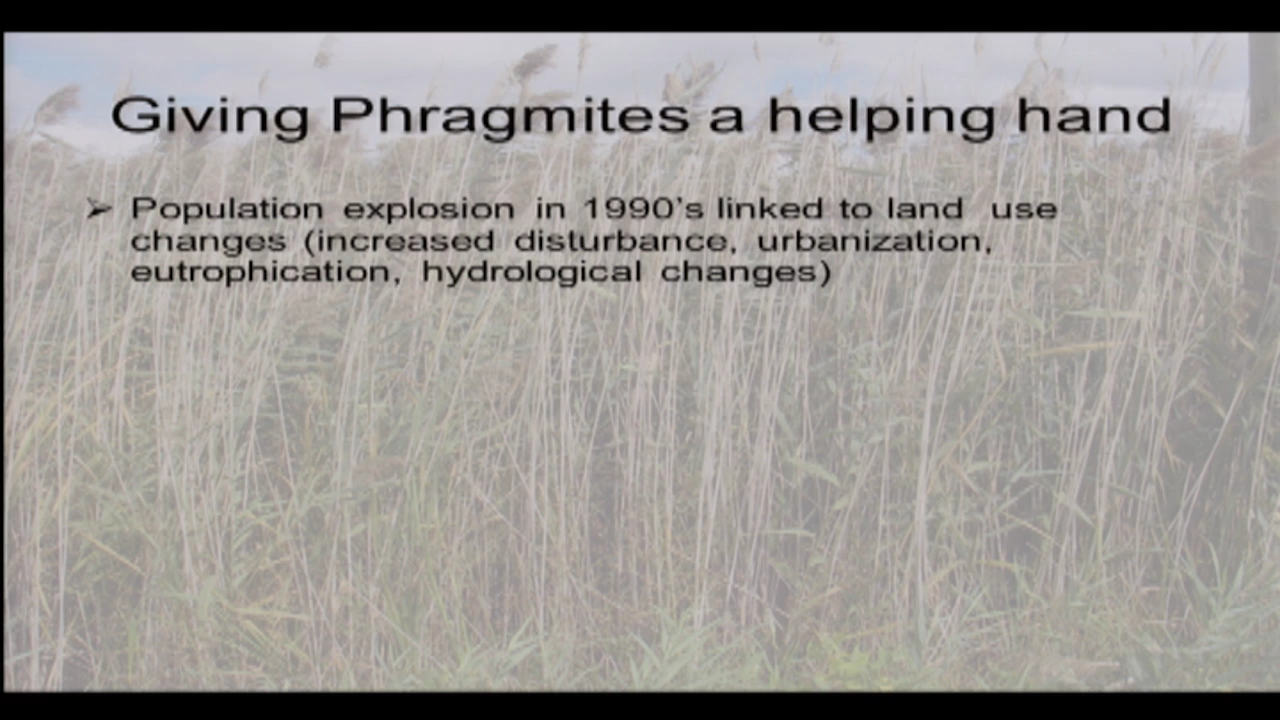 Giving Phragmites a helping hand
➢ Population explosion in 1990's linked to land use
changes (increased disturbance, urbanization,
eutrophication, hydrological changes)